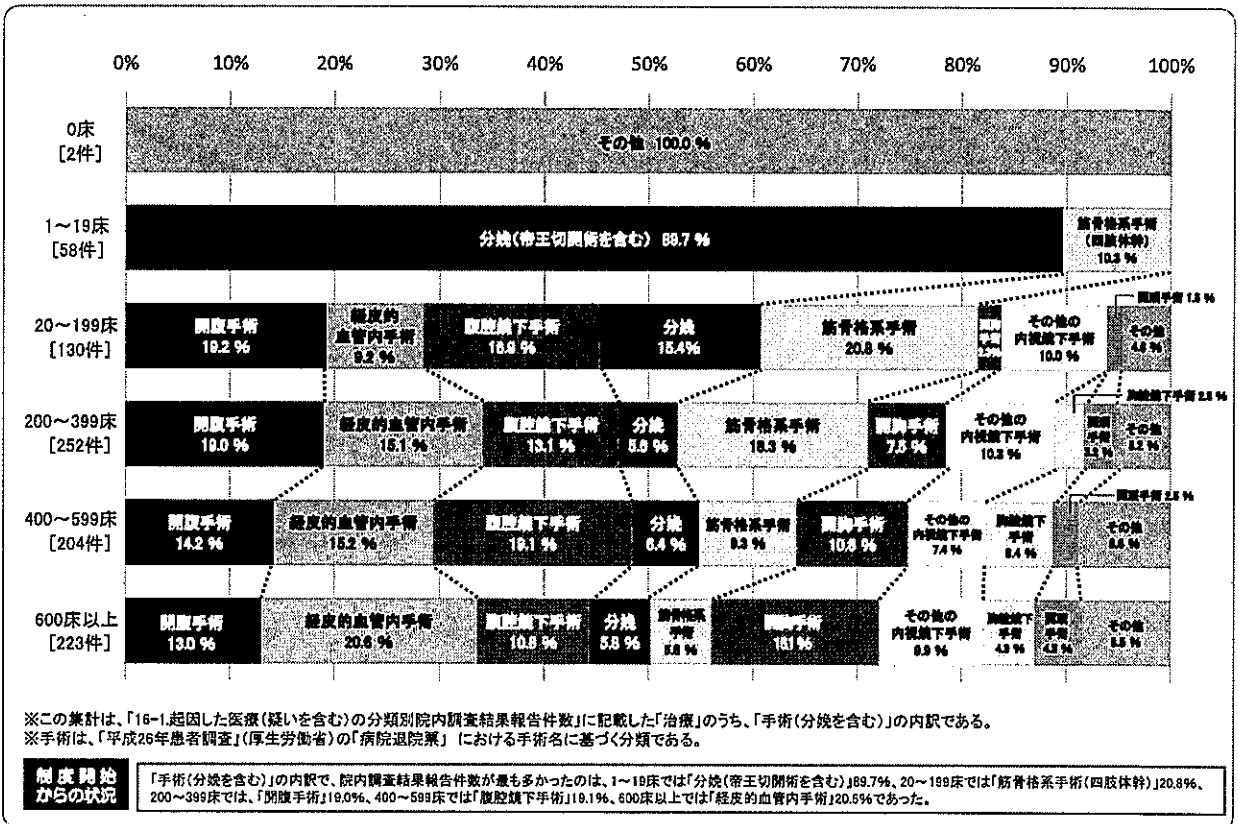 0% 10% 20% 30% 40% 50% 60% 70% 80% 90% 100%
0床
[2件]
その他 100.0 %
1～19床
[58件]
分娩(帝王切開術を含む) 89.7 %
筋骨格系手術
(四肢体幹)
10.3 %
20～199床
[130件]
開腹手術
19.2 %
経皮的
血管内手術
9.2 %
腹腔鏡下手術
16.9 %
分娩
15.4%
筋骨格系手術
20.8 %
その他の
内視鏡下手術
10.0 %
開頭手術 1.5 %
その他
4.6 %
200～399床
[252件]
開腹手術
19.0 %
経皮的血管内手術
15.1 %
腹腔鏡下手術
13.1 %
分娩
5.6 %
筋骨格系手術
18.3 %
開胸手術
その他の
内視鏡下手術
10.3 %
胸腔鏡下手術
開頭
手術
その他
400～599床
[204件]
開腹手術
14.2 %
経皮的血管内手術
15.2 %
腹腔鏡下手術
19.1 %
分娩
6.4 %
筋骨格系手術
9.3 %
開胸手術
その他の
内視鏡下手術
7.4 %
胸腔鏡下
手術
開頭手術
その他
600床以上
[223件]
開腹手術
13.0 %
経皮的血管内手術
20.6 %
腹腔鏡下手術
分娩
5.8 %
筋骨格系
手術
5.8 %
開胸手術
その他の
内視鏡下手術
9.9 %
胸腔鏡下
手術
開頭
手術
その他
※この集計は、「16-1.起因した医療(疑いを含む)の分類別院内調査結果報告件数」に記載した「治療」のうち、「手術(分娩を含む)」の内訳である。
※手術は、「平成26年患者調査」(厚生労働省)の「病院退院票」 における手術名に基づく分類である。
制度開始
からの状況
「手術(分娩を含む)」の内訳で、院内調査結果報告件数が最も多かったのは、1～19床では「分娩(帝王切開術を含む)」89.7%、20～199床では「筋骨格系手術(四肢体幹)」20.8%、
200～399床では、「開腹手術」19.0%、400～599床では「腹腔鏡下手術」19.1%、600床以上では「経皮的血管内手術」20.6%であった。